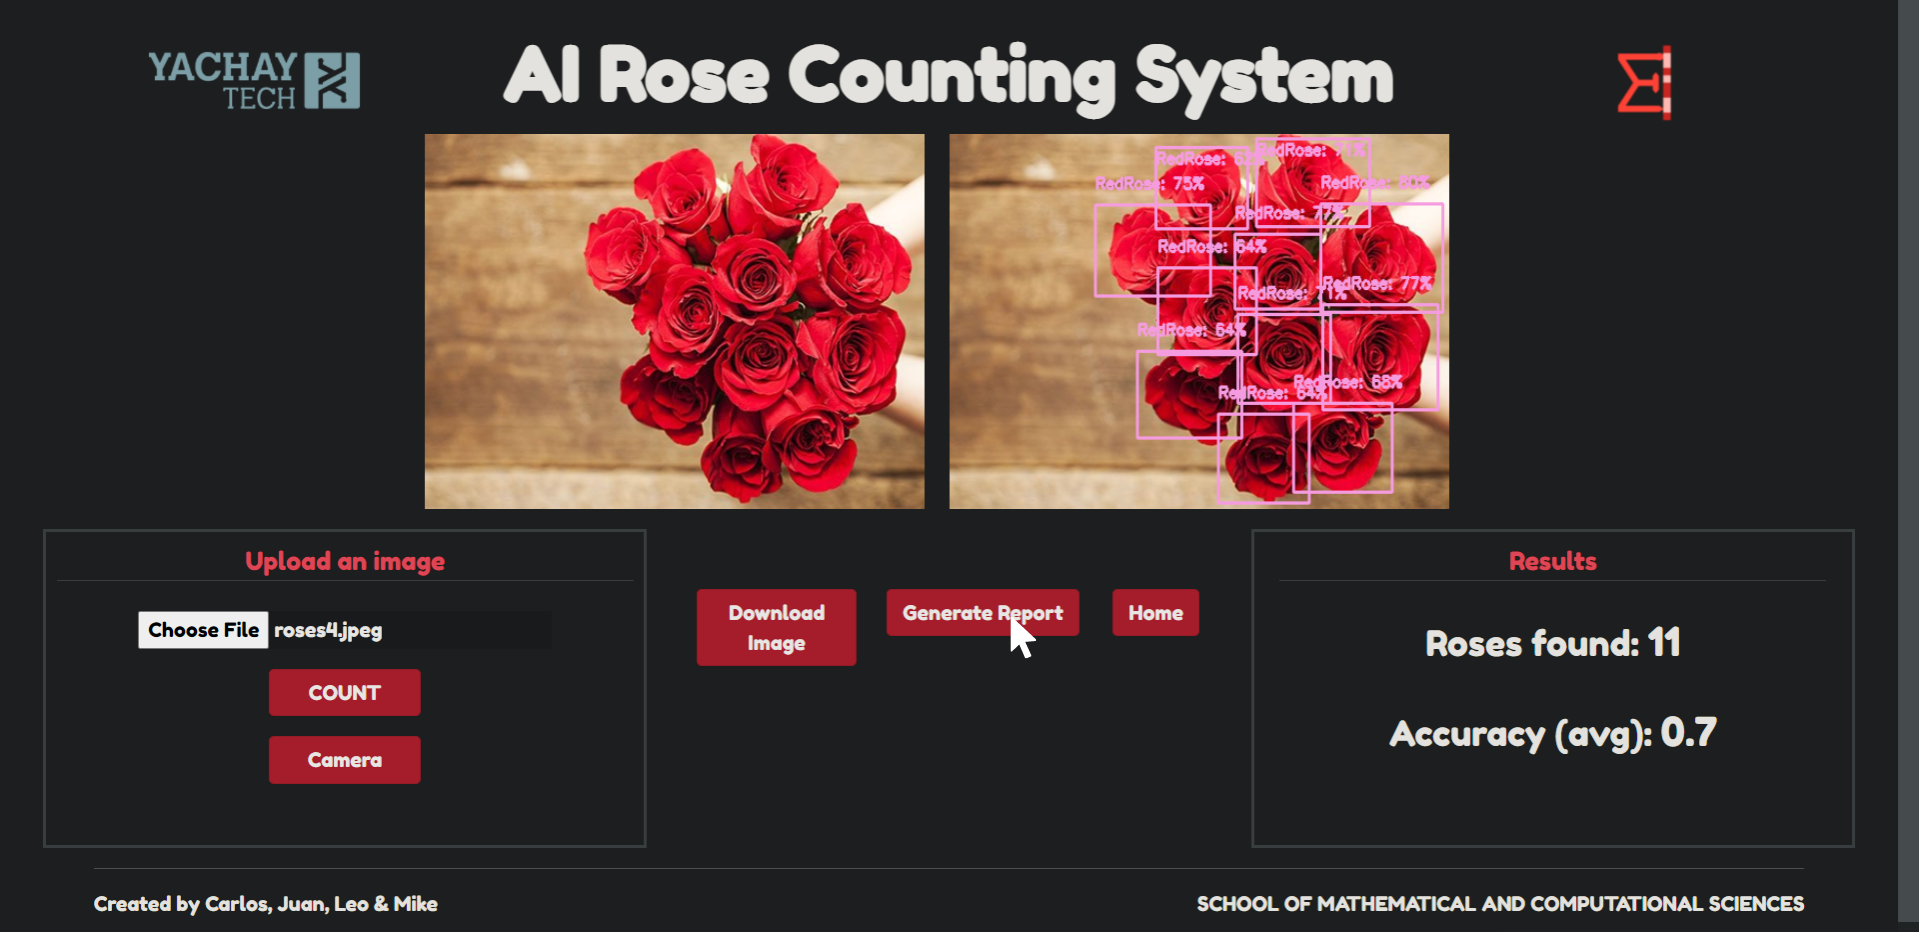 YACHAY
TECH
AI Rose Counting System
RedRose: 71%
RedRose: 62%
RedRose: 75%
RedRose: 80%
RedRose: 77%
RedRose: 64%
RedRose: 77%
RedRose:
RedRose: 64%
RedRose: 68%
RedRose: 64%
Upload an image
Choose File roses4.jpeg
COUNT
Camera
Download
Image
Generate Report
Home
Results
Roses found: 11
Accuracy (avg): 0.7
Created by Carlos, Juan, Leo & Mike
SCHOOL OF MATHEMATICAL AND COMPUTATIONAL SCIENCES